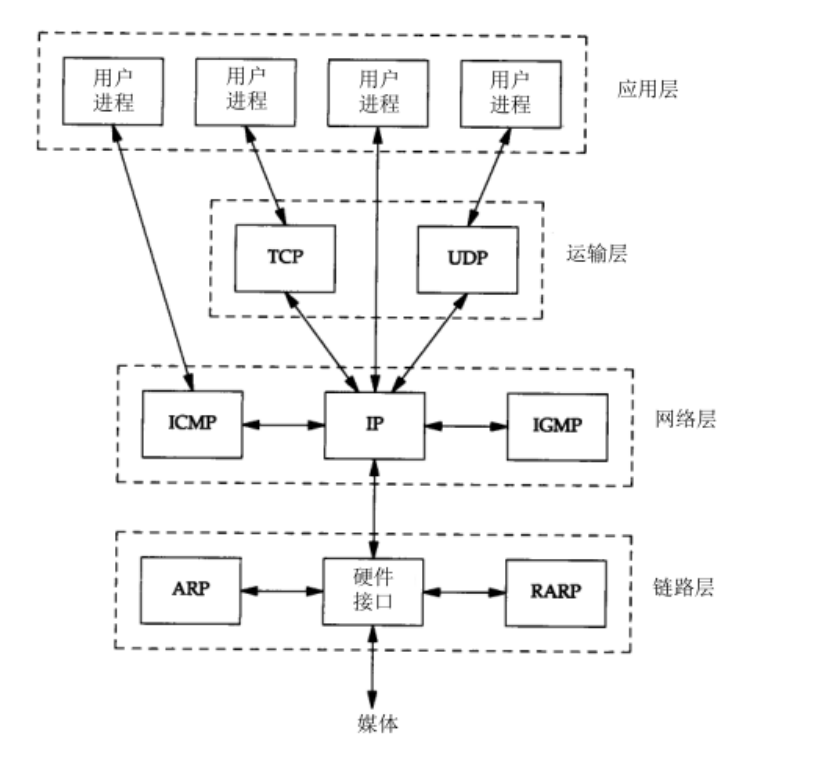 用户
进程
用户
进程
用户
进程
用户
进程
应用层
TCP
UDP
运输层
ICMP
IP
IGMP
网络层
ARP
硬件
接口
RARP
链路层
媒体